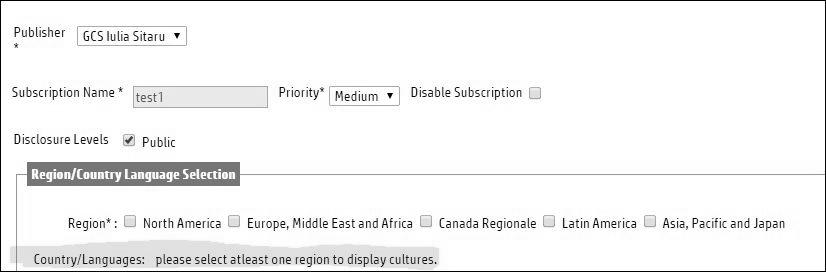 Publisher * GCS Iulia Sitaru
Subscription Name * test1 Priority* Medium Disable Subscription
Disclosure Levels Public
Region/Country Language Selection
Region* : North America Europe, Middle East and Africa Canada Regionale Latin America Asia, Pacific and Japan
Country/Languages: please select atleast one region to display cultures.